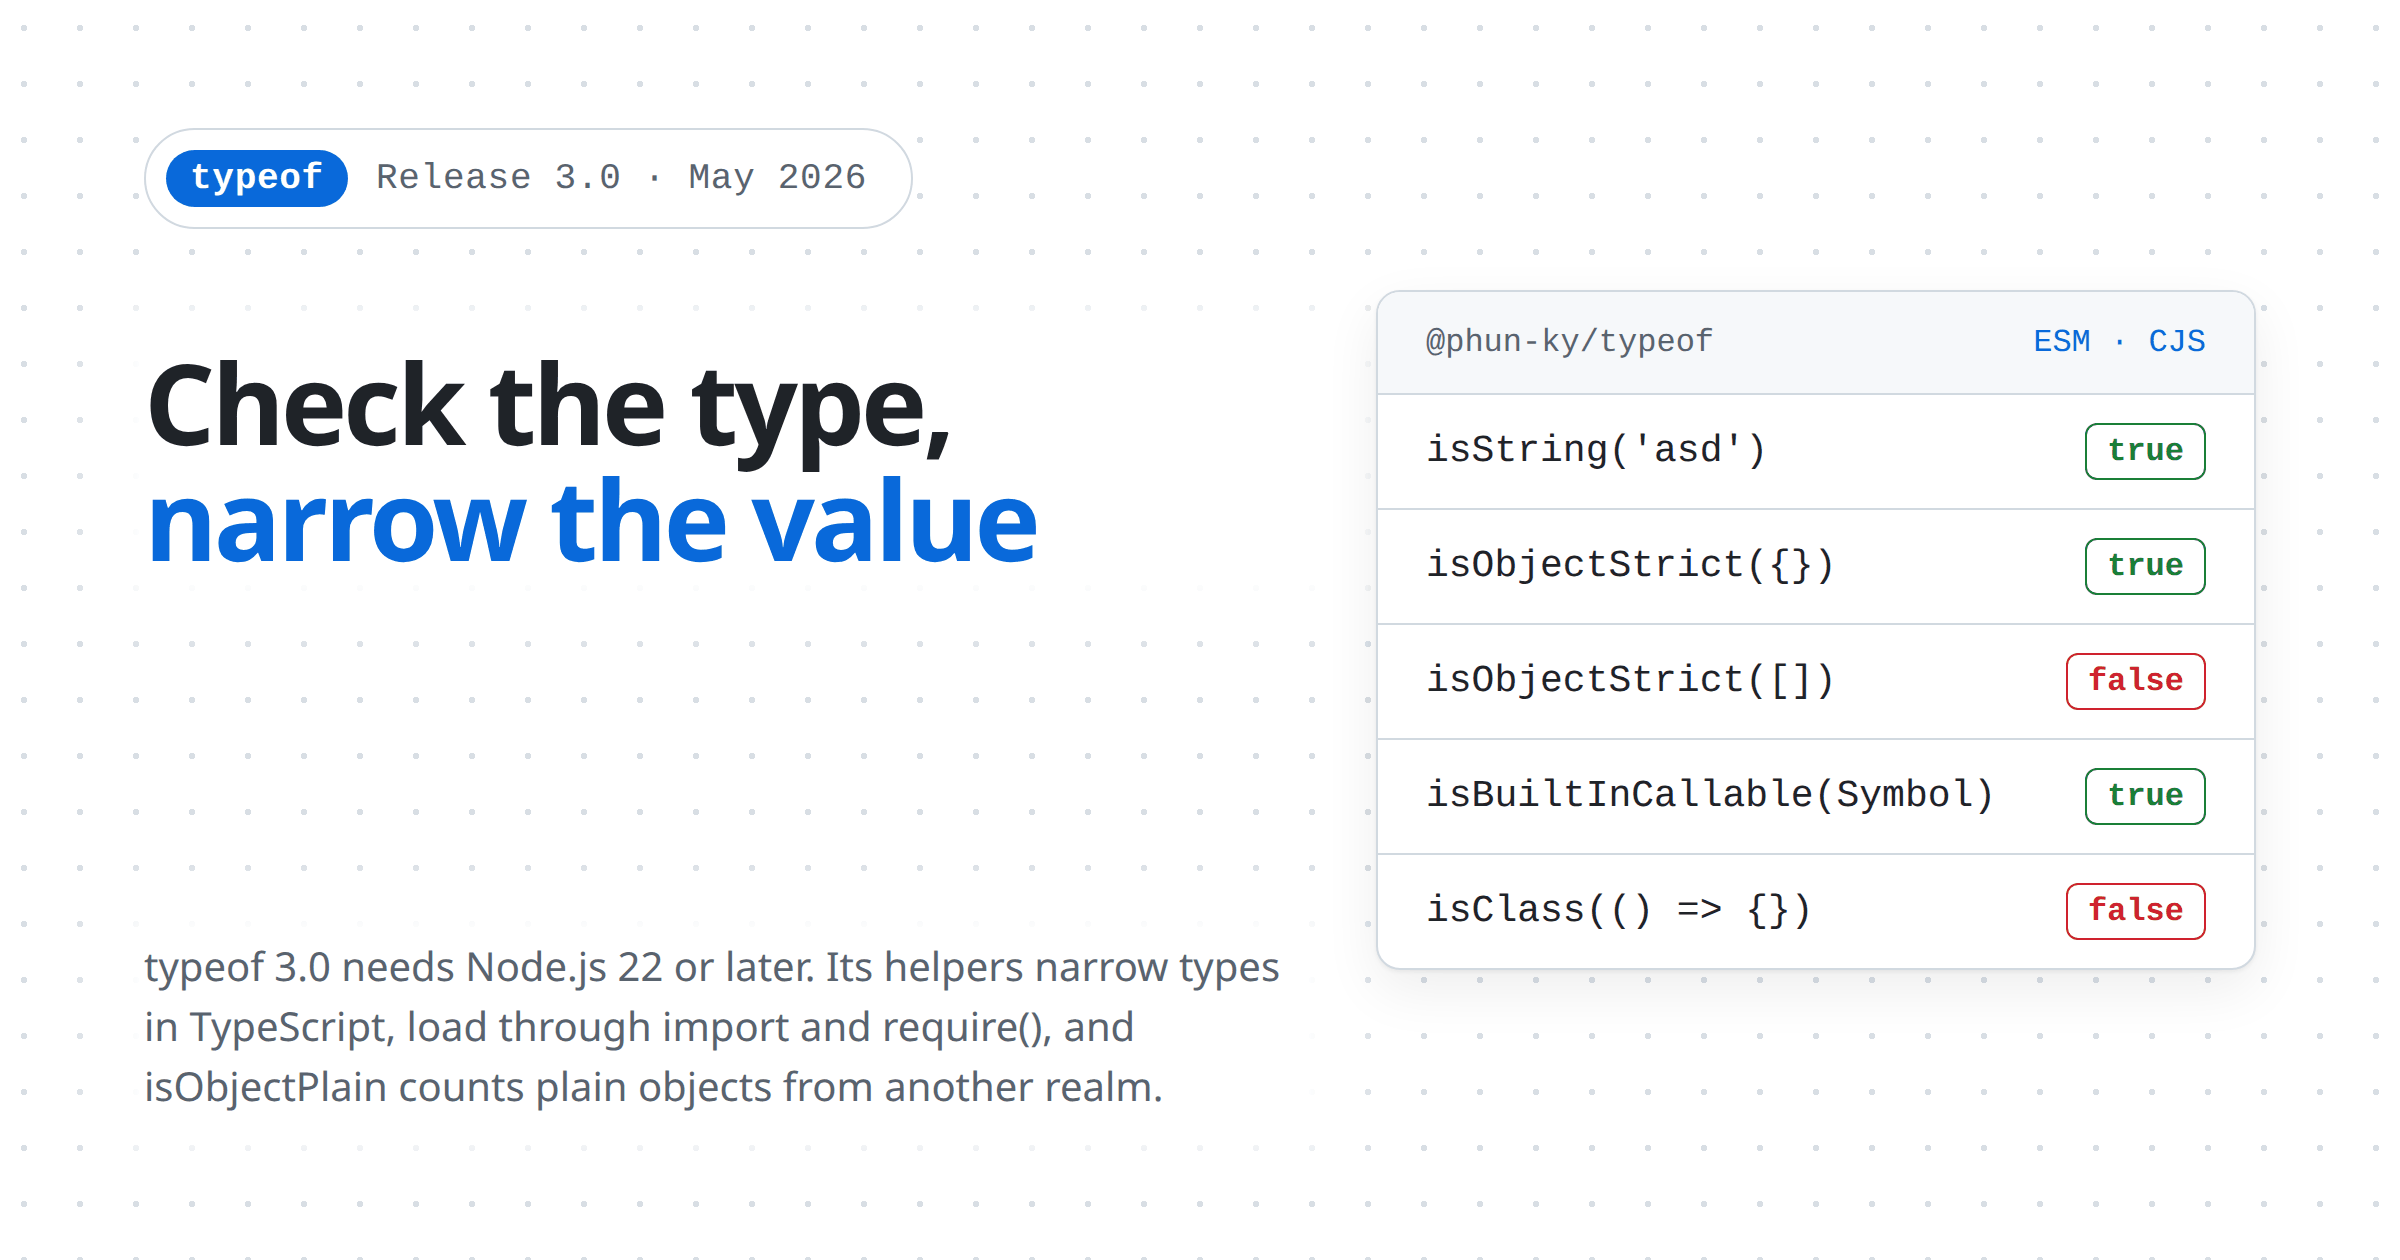 typeof Release 3.0 · May 2026
Check the type,
narrow the value
typeof 3.0 needs Node.js 22 or later. Its helpers narrow types
in TypeScript, load through import and require(), and
isObjectPlain counts plain objects from another realm.
@phun-ky/typeof ESM · CJS
isString('asd') true
isObjectStrict({}) true
isObjectStrict([]) false
isBuiltInCallable(Symbol) true
isClass(() => {}) false